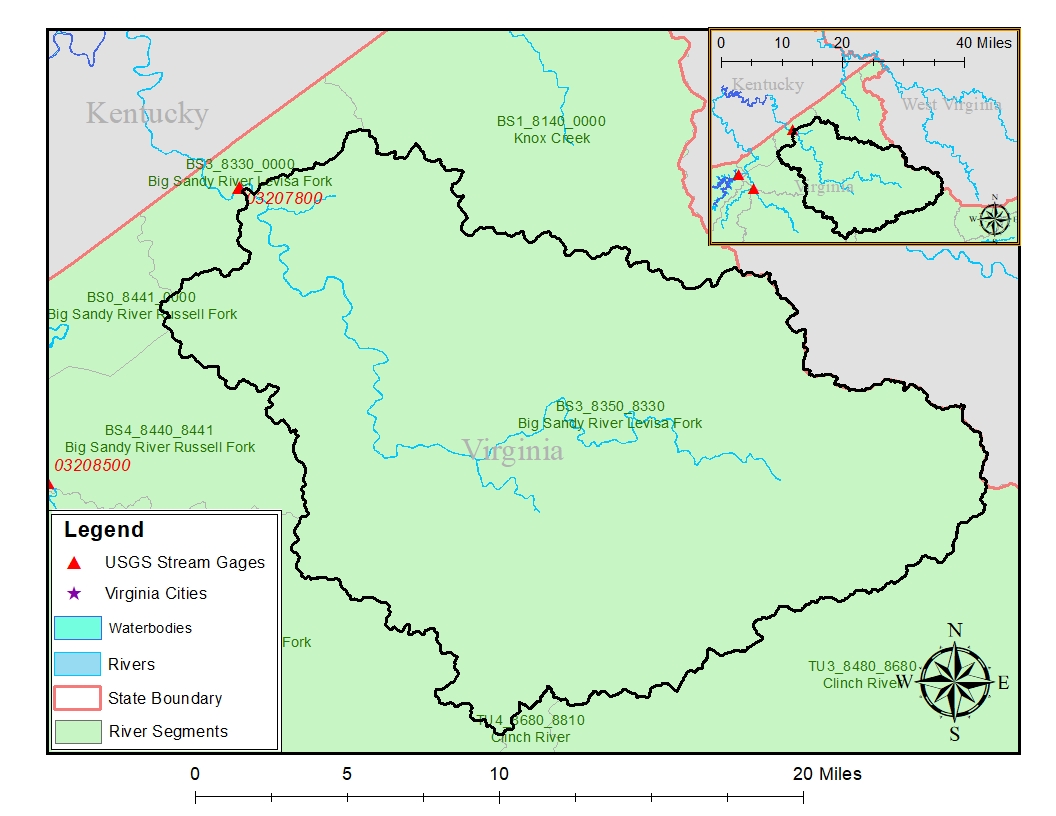 0 10 20 40 Miles
Kentucky
West Virginia
Virginia
N
W
Kentucky
BS1_8140_0000
Knox Creek
BS3_8330_0000
Big Sandy River Levisa Fork
03207800
BS0_8441_0000
Big Sandy River Russell Fork
BS3_8350_8330
Big Sandy River Levisa Fork
Virginia
BS4_8440_8441
Big Sandy River Russell Fork
03208500
Legend
USGS Stream Gages
Virginia Cities
Waterbodies
Rivers
State Boundary
River Segments
Fork
TU3_8480_8680
Clinch River
N
W E
S
TU4_8680_8810
Clinch River
0 5 10 20 Miles